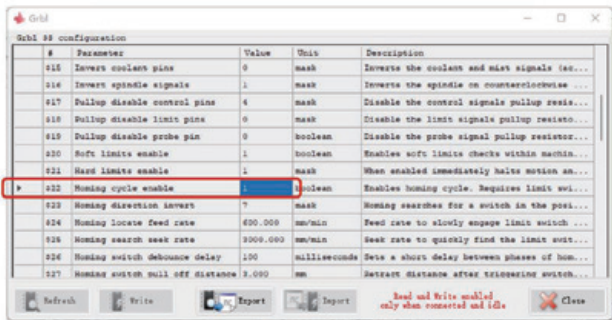 Grbl
Grbl $$ configuration
# Parameter Value Unit Description
$15 Invert coolant pins 0 mask Inverts the coolant and mist signals (ac...
$16 Invert spindle signals 1 mask Inverts the spindle on counterclockwise ...
$17 Pullup disable control pins 4 mask Disable the control signals pullup resis...
$18 Pullup disable limit pins 0 mask Disable the limit signals pullup resisto...
$19 Pullup disable probe pin 0 boolean Disable the probe signal pullup resistor...
$20 Soft limits enable 1 boolean Enables soft limits checks within machin...
$21 Hard limits enable 1 mask When enabled immediately halts motion an...
$22 Homing cycle enable 1 boolean Enables homing cycle. Requires limit swi...
$23 Homing direction invert 7 mask Homing searches for a switch in the posi...
$24 Homing locate feed rate 600.000 mm/min Feed rate to slowly engage limit switch ...
$25 Homing search seek rate 3000.000 mm/min Seek rate to quickly find the limit swit...
$26 Homing switch debounce delay 100 milliseconds Sets a short delay between phases of hom...
$27 Homing switch pull off distance 3.000 mm Retract distance after triggering switch...
Refresh Write Export Import Read and Write enabled
only when connected and idle Close